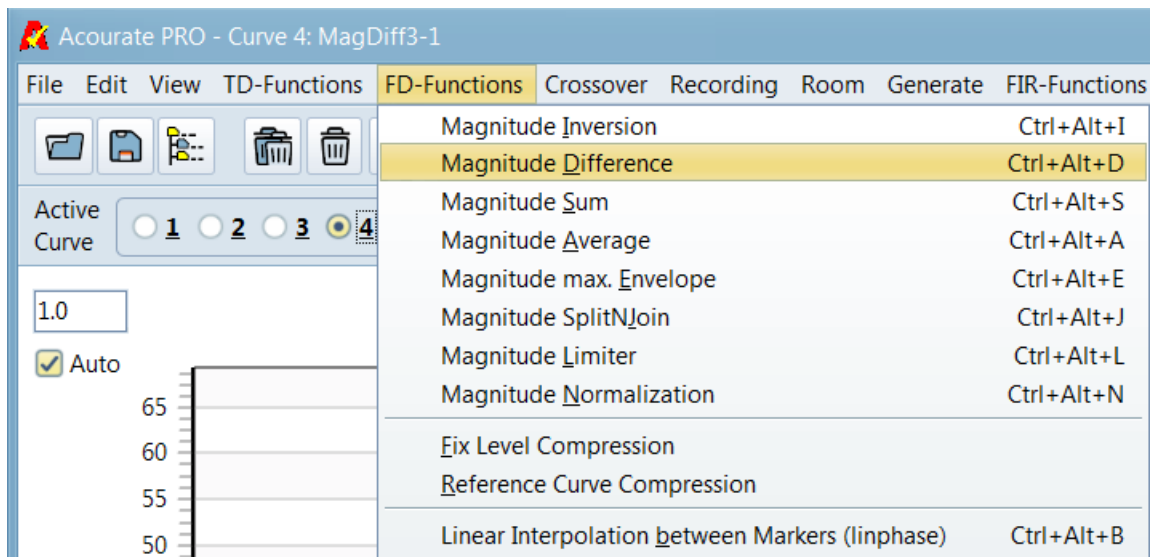 Acourate PRO - Curve 4: MagDiff3-1
File Edit View TD-Functions FD-Functions Crossover Recording Room Generate FIR-Functions
Magnitude Inversion Ctrl+Alt+I
Magnitude Difference Ctrl+Alt+D
Magnitude Sum Ctrl+Alt+S
Magnitude Average Ctrl+Alt+A
Magnitude max. Envelope Ctrl+Alt+E
Magnitude SplitNJoin Ctrl+Alt+J
Magnitude Limiter Ctrl+Alt+L
Magnitude Normalization Ctrl+Alt+N
Fix Level Compression
Reference Curve Compression
Linear Interpolation between Markers (linphase) Ctrl+Alt+B
Active
Curve
1 2 3 4
1.0
Auto
65
60
55
50